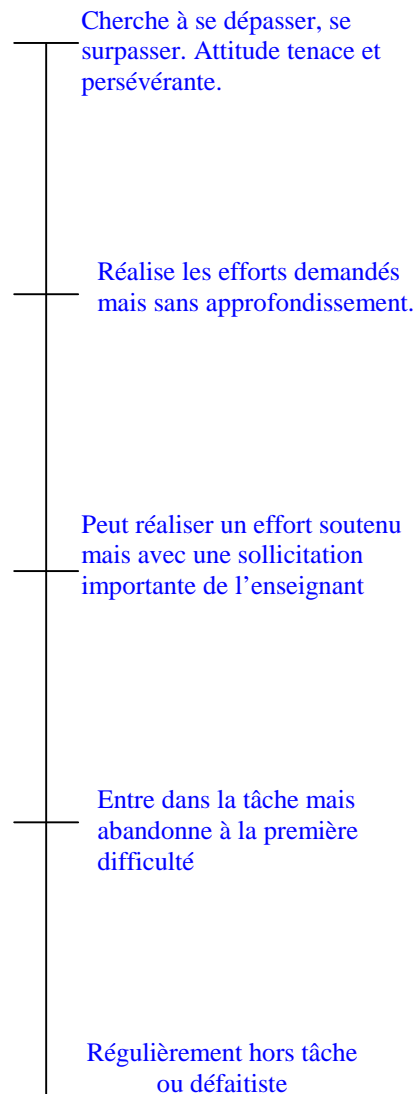 Cherche à se dépasser, se
surpasser. Attitude tenace et
persévérante.
Réalise les efforts demandés
mais sans approfondissement.
Peut réaliser un effort soutenu
mais avec une sollicitation
importante de l’enseignant
Entre dans la tâche mais
abandonne à la première
difficulté
Régulièrement hors tâche
ou défaitiste